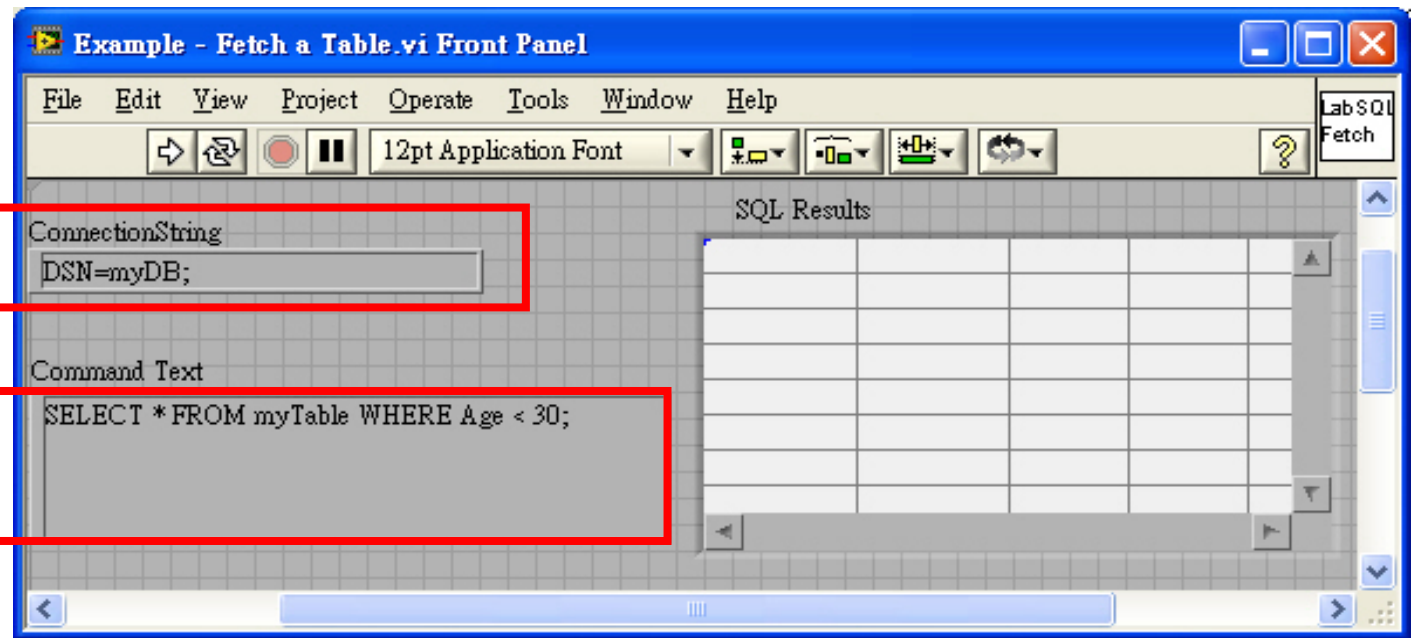 Example - Fetch a Table.vi Front Panel
File Edit View Project Operate Tools Window Help
LabSQL
Fetch
12pt Application Font
?
ConnectionString
DSN=myDB;
SQL Results
Command Text
SELECT * FROM myTable WHERE Age < 30;